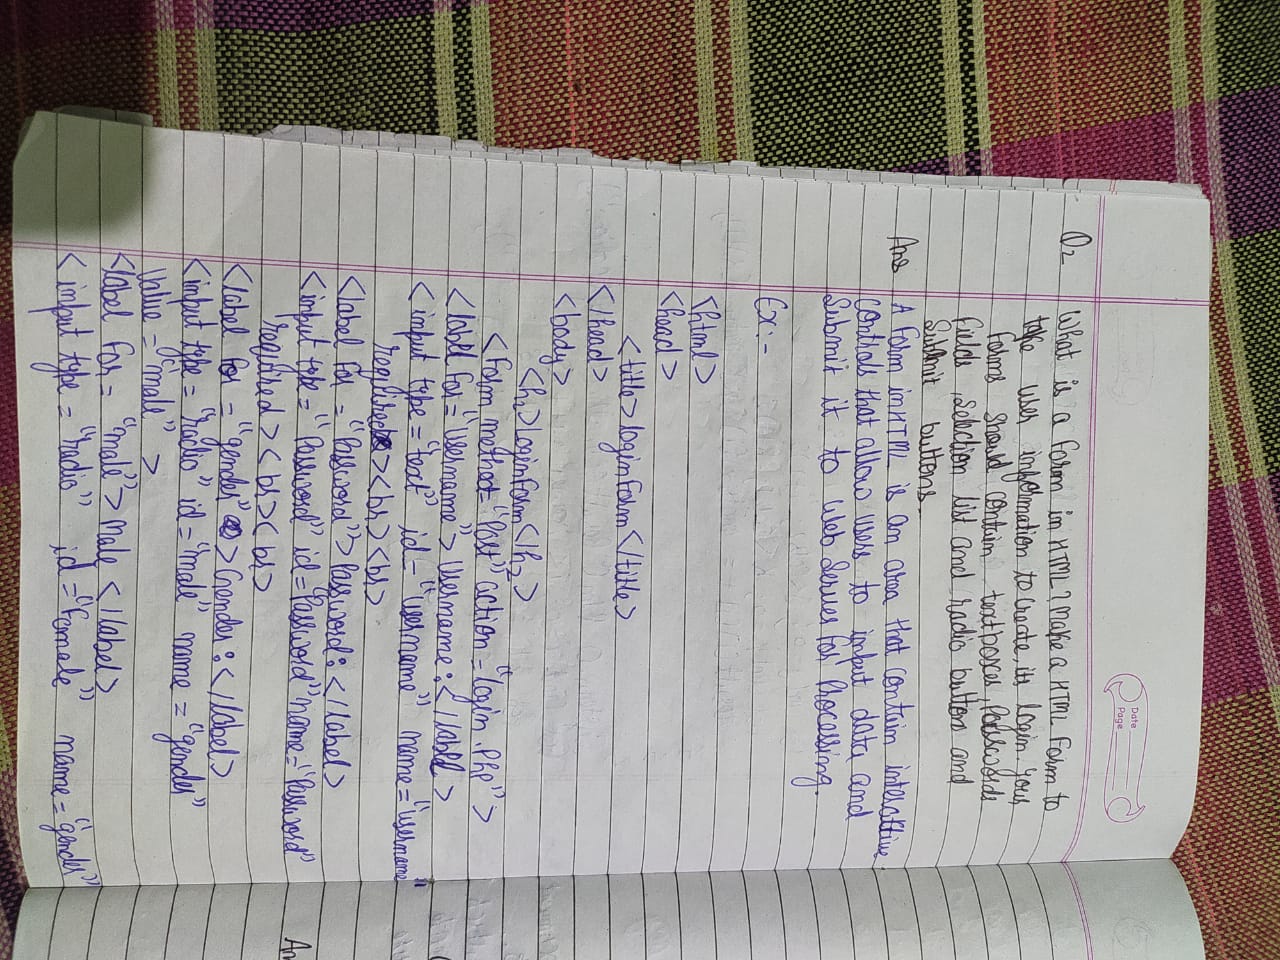 Date
Page
Q2 What is a form in HTML? Make a HTML Form to
take user information to create its login. your
forms should contain textboxes, Passwords
fields, selection list and radio buttons and
Submit buttons.
Ans A form in HTML is an area that contain interattive
controls that allow users to input data and
Submit it to Web Server for Processing.
Ex:-
<html>
<head>
<title>loginform</title>
</head>
<body>
<h2>loginform</h2>
<form method="Post" action="login.php">
<label for="Username">Username:</label>
<input type="text" id="username" name="username"
required><br><br>
<label for="Password">Password:</label>
<input type="Password" id="Password" name="Password"
required><br><br>
<label for="gender">Gender:</label>
<input type="radio" id="male" name="gender"
Value="male">
<label for="male">male</label>
<input type="radio" id="female" name="gender"
An